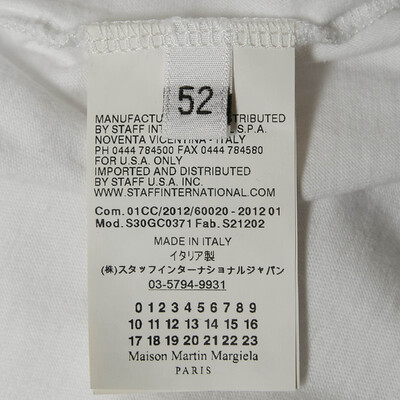 52
MANUFACTU DISTRIBUTED
BY STAFF INT L S.P.A.
NOVENTA VICENTINA - ITALY
PH 0444 784500 FAX 0444 784580
FOR U.S.A. ONLY
IMPORTED AND DISTRIBUTED
BY STAFF U.S.A. INC.
WWW.STAFFINTERNATIONAL.COM
Com. 01CC/2012/60020 - 2012 01
Mod. S30GC0371 Fab. S21202
MADE IN ITALY
イタリア製
(株)スタッフインターナショナルジャパン
03-5794-9931
0 1 2 3 4 5 6 7 8 9
10 11 12 13 14 15 16
17 18 19 20 21 22 23
Maison Martin Margiela
PARIS